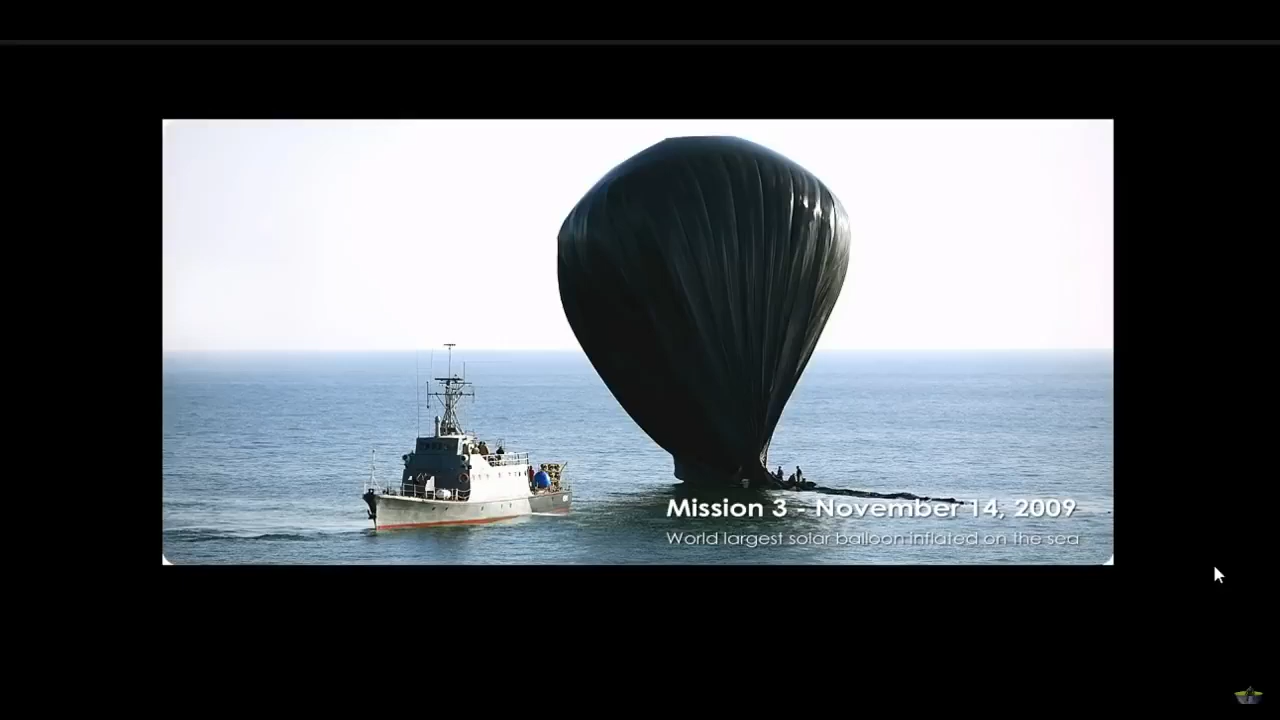 Mission 3 - November 14, 2009
World largest solar balloon inflated on the sea